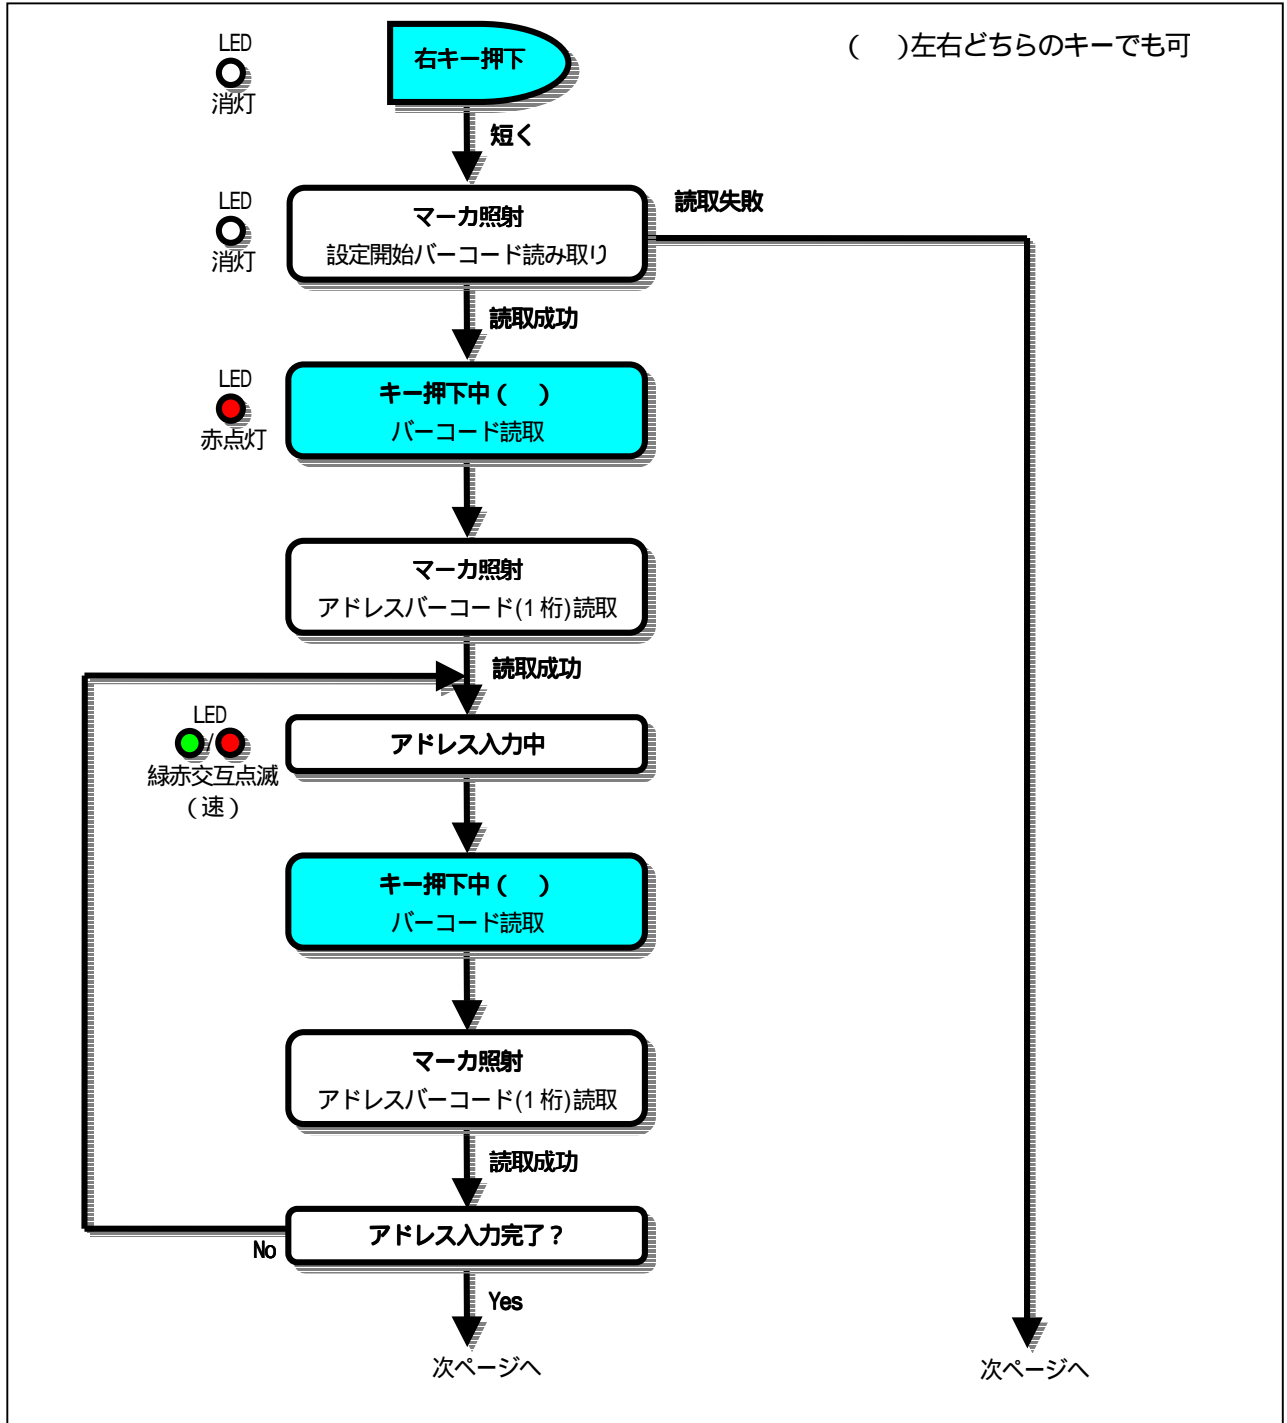 LED
消灯
右キー押下
(　)左右どちらのキーでも可
短く
LED
消灯
マーカ照射
設定開始バーコード読み取り
読取失敗
読取成功
LED
赤点灯
キー押下中（　）
バーコード読取
マーカ照射
アドレスバーコード(1桁)読取
読取成功
LED
/
緑赤交互点滅
（速）
アドレス入力中
キー押下中（　）
バーコード読取
マーカ照射
アドレスバーコード(1桁)読取
読取成功
アドレス入力完了？
No
Yes
次ページへ
次ページへ